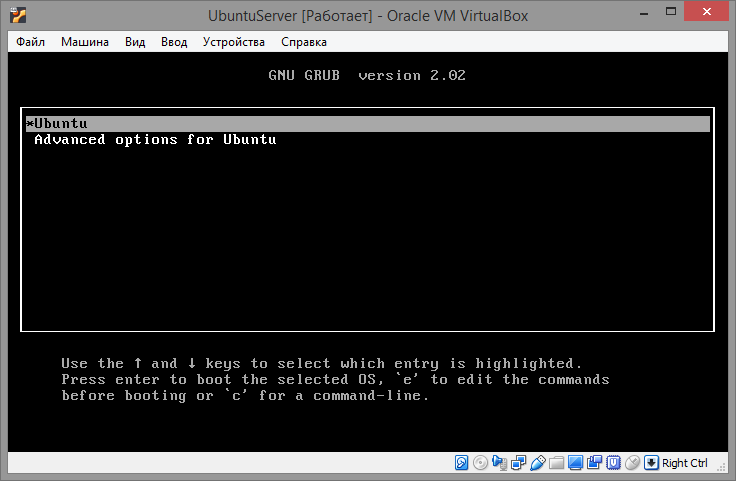 UbuntuServer [Работает] - Oracle VM VirtualBox
Файл Машина Вид Ввод Устройства Справка
GNU GRUB version 2.02
*Ubuntu
Advanced options for Ubuntu
Use the ↑ and ↓ keys to select which entry is highlighted.
Press enter to boot the selected OS, `e' to edit the commands
before booting or `c' for a command-line.
Right Ctrl